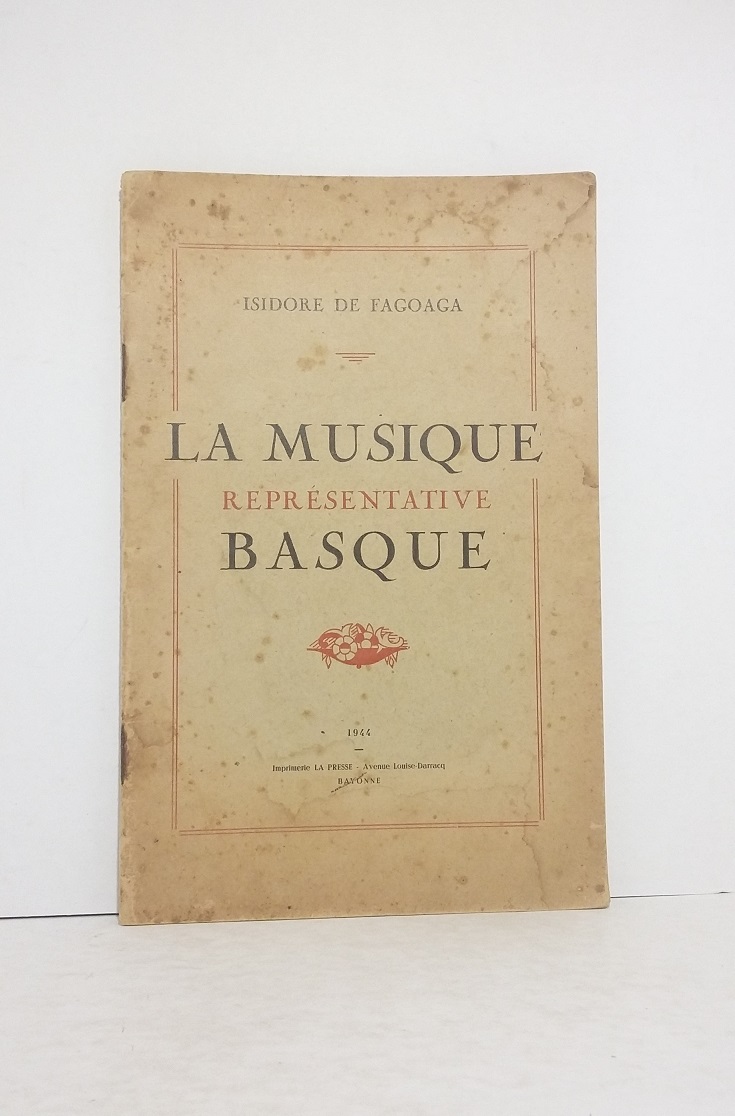 ISIDORE DE FAGOAGA
LA MUSIQUE
REPRÉSENTATIVE
BASQUE
1944
Imprimerie LA PRESSE - Avenue Louise-Darracq
BAYONNE